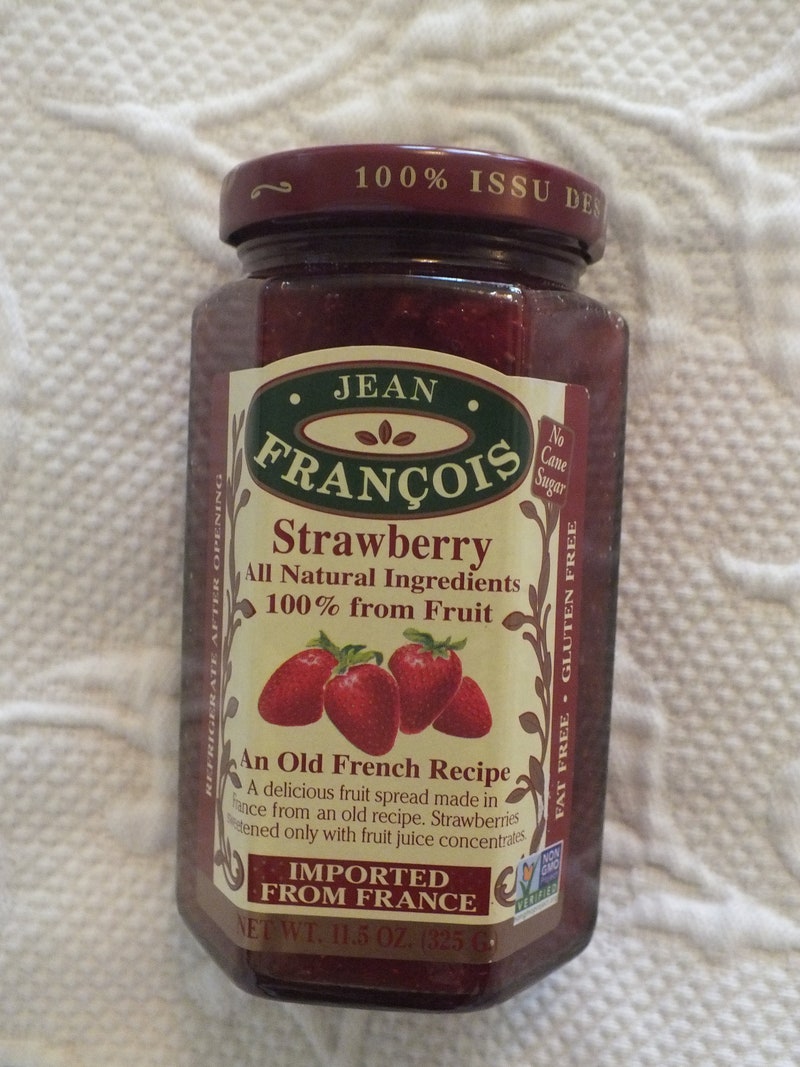 100% ISSU DES
JEAN
FRANÇOIS
No
Cane
Sugar
Strawberry
All Natural Ingredients
100% from Fruit
An Old French Recipe
A delicious fruit spread made in
France from an old recipe. Strawberries
sweetened only with fruit juice concentrates.
IMPORTED
FROM FRANCE
NET WT. 11.5 OZ. (325 G)
REFRIGERATE AFTER OPENING
FAT FREE • GLUTEN FREE
NON
GMO
VERIFIED